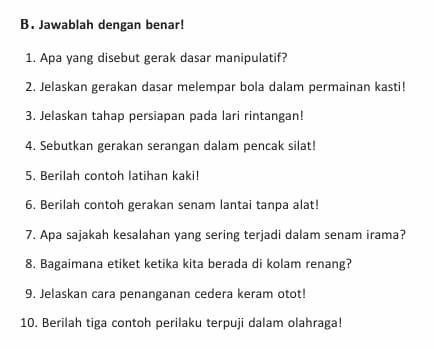 B. Jawablah dengan benar!
1. Apa yang disebut gerak dasar manipulatif?
2. Jelaskan gerakan dasar melempar bola dalam permainan kasti!
3. Jelaskan tahap persiapan pada lari rintangan!
4. Sebutkan gerakan serangan dalam pencak silat!
5. Berilah contoh latihan kaki!
6. Berilah contoh gerakan senam lantai tanpa alat!
7. Apa sajakah kesalahan yang sering terjadi dalam senam irama?
8. Bagaimana etiket ketika kita berada di kolam renang?
9. Jelaskan cara penanganan cedera keram otot!
10. Berilah tiga contoh perilaku terpuji dalam olahraga!